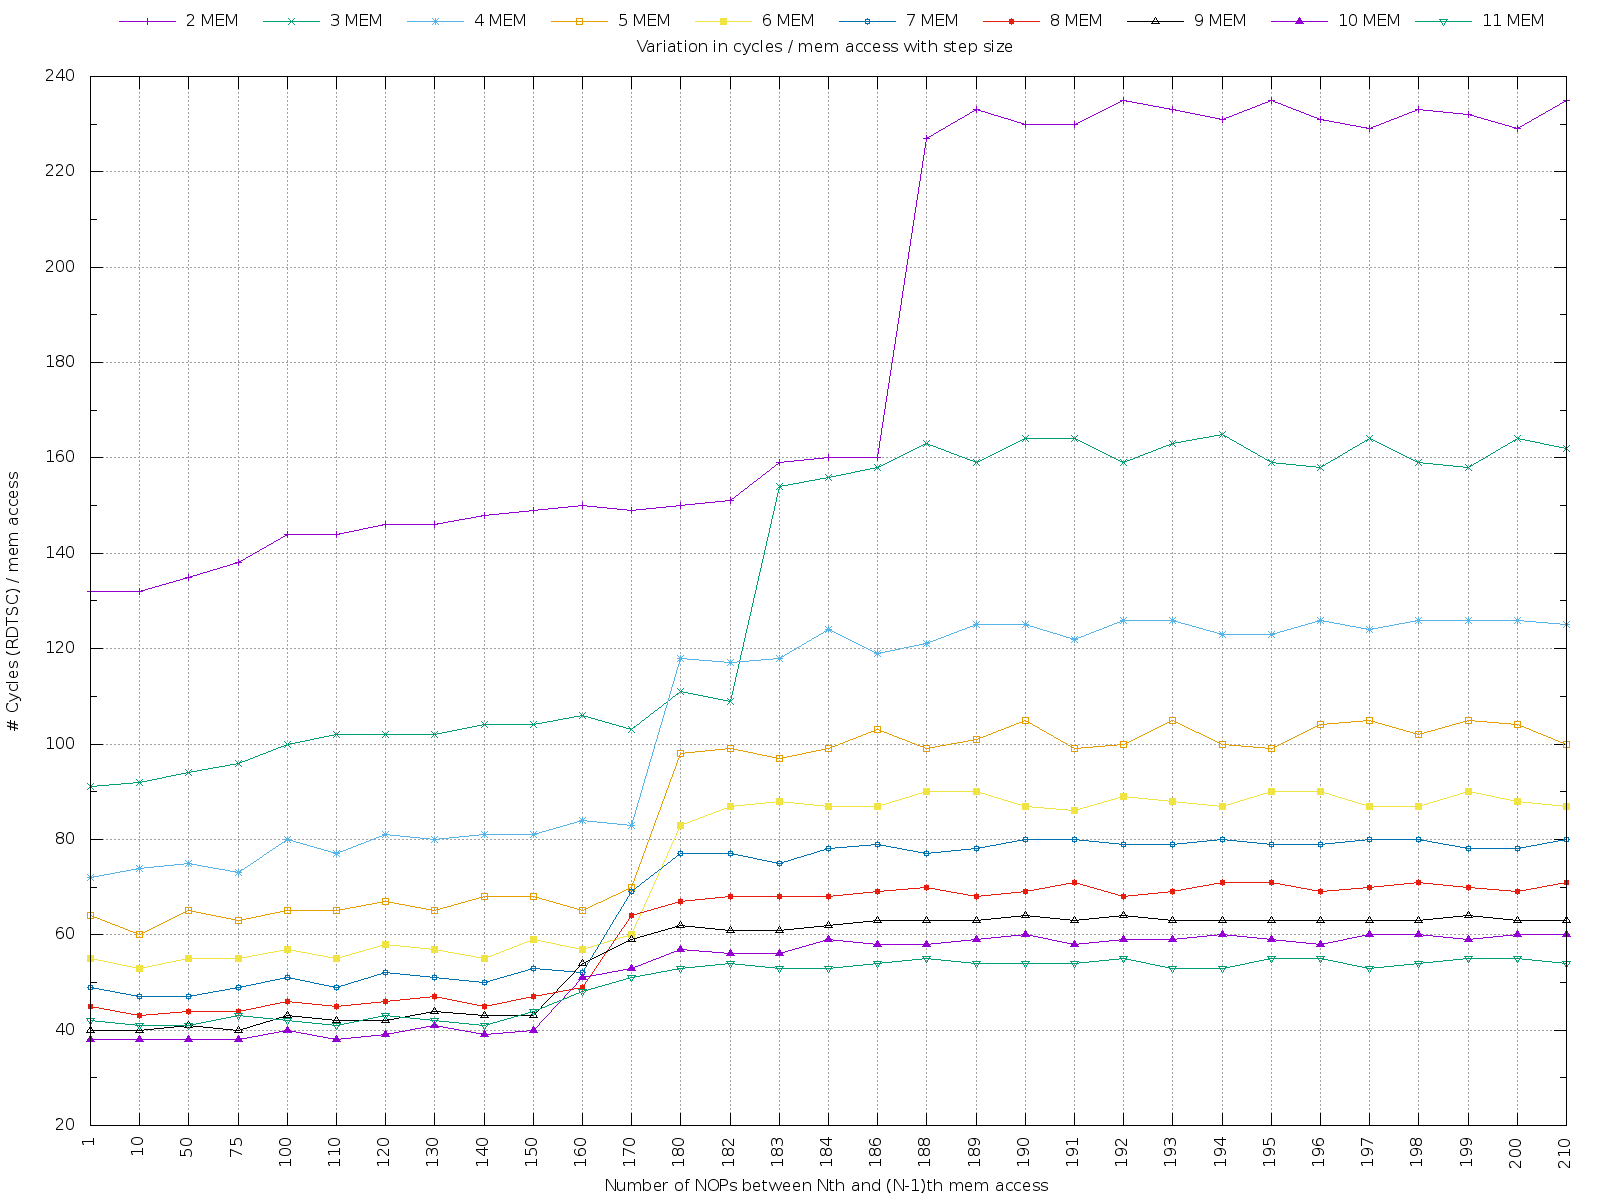 2 MEM 3 MEM 4 MEM 5 MEM 6 MEM 7 MEM 8 MEM 9 MEM 10 MEM 11 MEM
Variation in cycles / mem access with step size
240
220
200
180
160
140
120
100
80
60
40
20
# Cycles (RDTSC) / mem access
1 10 50 75 100 110 120 130 140 150 160 170 180 182 183 184 186 188 189 190 191 192 193 194 195 196 197 198 199 200 210
Number of NOPs between Nth and (N-1)th mem access